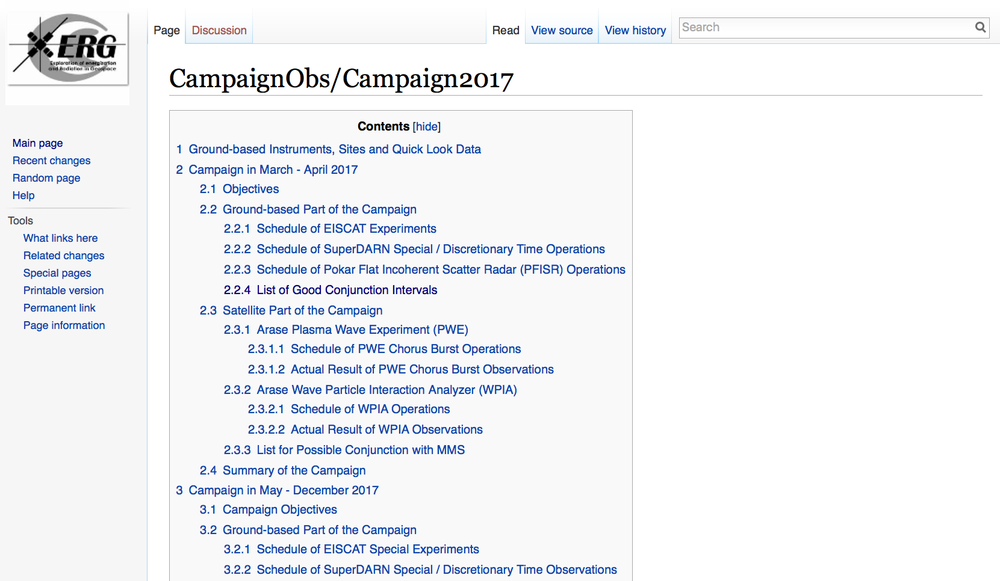 ERG
Exploration of energization
and Radiation in Geospace
Page
Discussion
Read
View source
View history
Search
CampaignObs/Campaign2017
Main page
Recent changes
Random page
Help
Tools
What links here
Related changes
Special pages
Printable version
Permanent link
Page information
Contents [hide]
1 Ground-based Instruments, Sites and Quick Look Data
2 Campaign in March - April 2017
2.1 Objectives
2.2 Ground-based Part of the Campaign
2.2.1 Schedule of EISCAT Experiments
2.2.2 Schedule of SuperDARN Special / Discretionary Time Operations
2.2.3 Schedule of Pokar Flat Incoherent Scatter Radar (PFISR) Operations
2.2.4 List of Good Conjunction Intervals
2.3 Satellite Part of the Campaign
2.3.1 Arase Plasma Wave Experiment (PWE)
2.3.1.1 Schedule of PWE Chorus Burst Operations
2.3.1.2 Actual Result of PWE Chorus Burst Observations
2.3.2 Arase Wave Particle Interaction Analyzer (WPIA)
2.3.2.1 Schedule of WPIA Operations
2.3.2.2 Actual Result of WPIA Observations
2.3.3 List for Possible Conjunction with MMS
2.4 Summary of the Campaign
3 Campaign in May - December 2017
3.1 Campaign Objectives
3.2 Ground-based Part of the Campaign
3.2.1 Schedule of EISCAT Special Experiments
3.2.2 Schedule of SuperDARN Special / Discretionary Time Observations